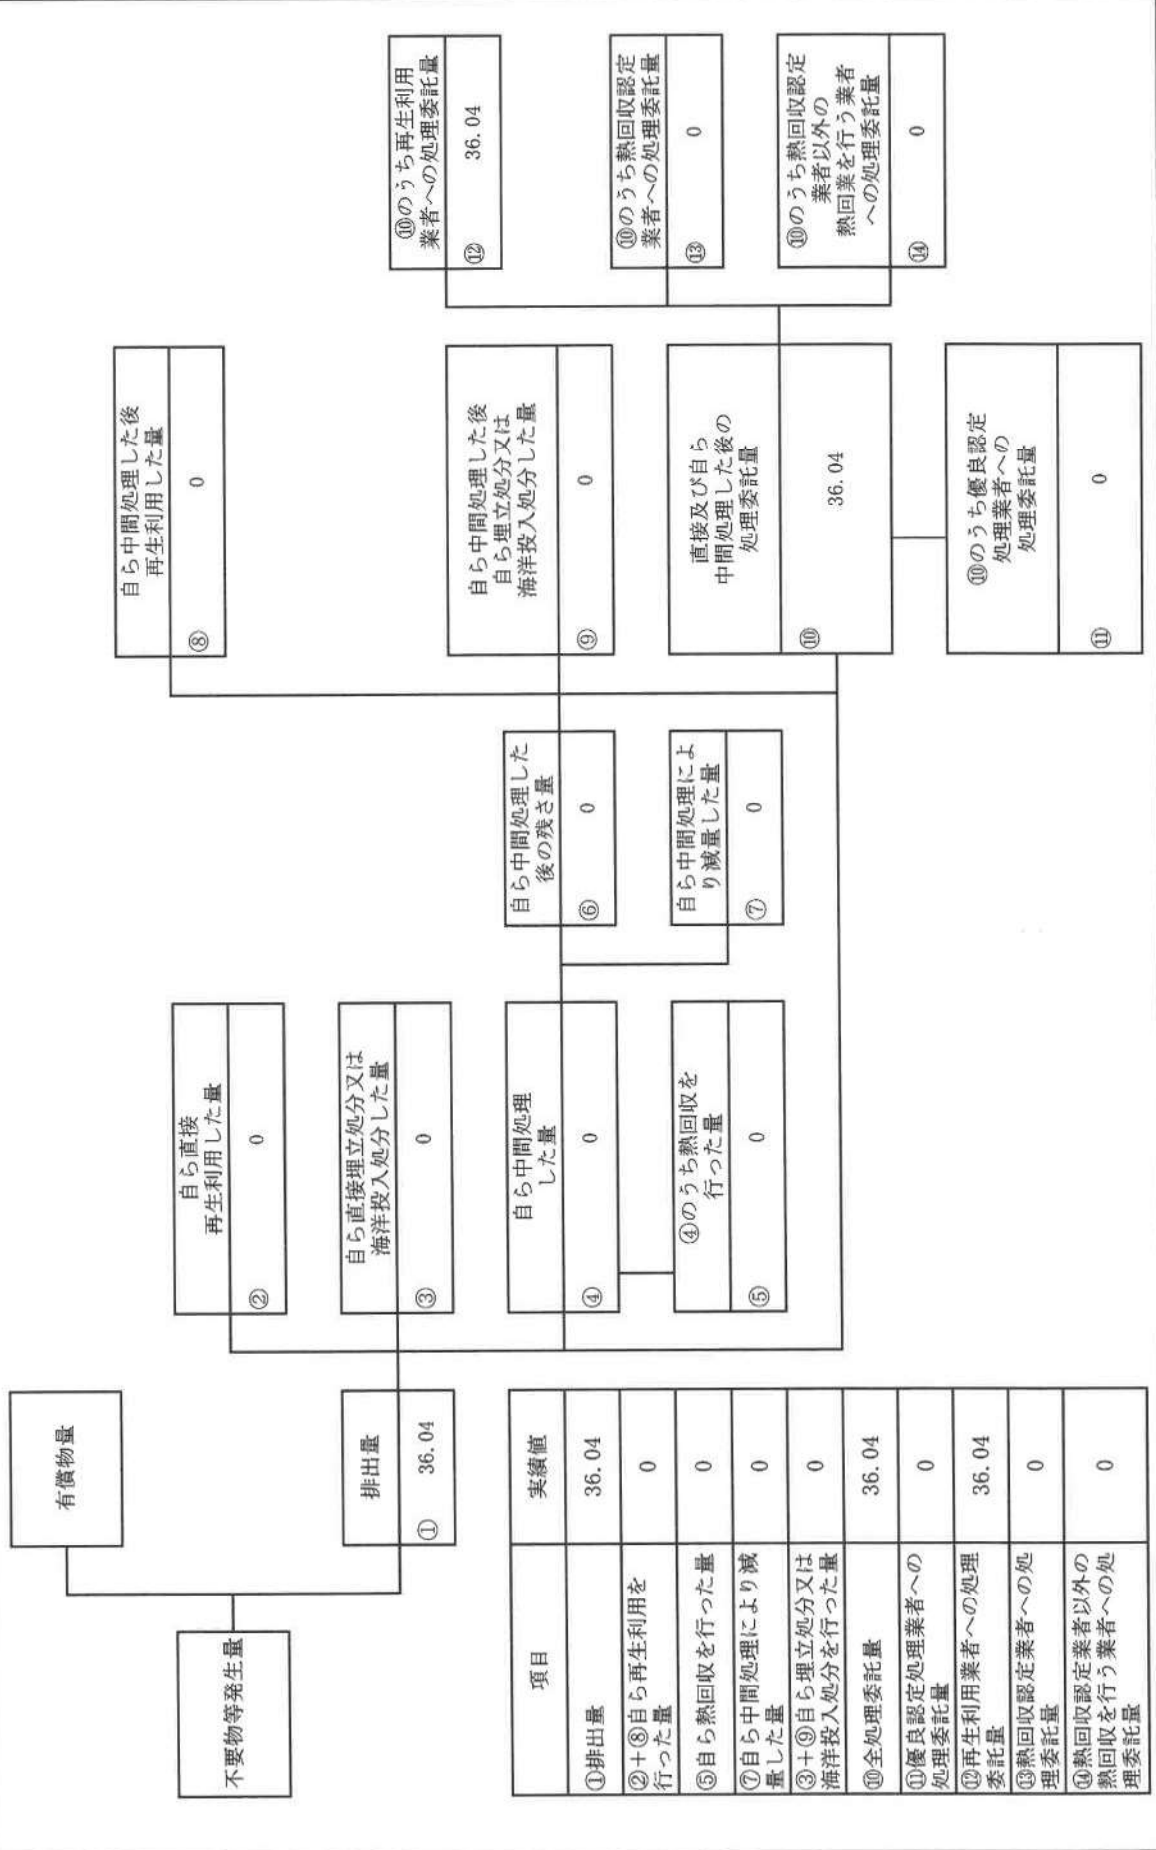 不要物等発生量
有償物量
排出量
① 36.04
自ら直接
再生利用した量
② 0
自ら直接埋立処分又は
海洋投入処分した量
③ 0
自ら中間処理
した量
④ 0
④のうち熱回収を
行った量
⑤ 0
自ら中間処理した
後の残さ量
⑥ 0
自ら中間処理によ
り減量した量
⑦ 0
自ら中間処理した後
再生利用した量
⑧ 0
自ら中間処理した後
自ら埋立処分又は
海洋投入処分した量
⑨ 0
直接及び自ら
中間処理した後の
処理委託量
⑩ 36.04
⑩のうち優良認定
処理業者への
処理委託量
⑪ 0
⑩のうち再生利用
業者への処理委託量
⑫ 36.04
⑩のうち熱回収認定
業者への処理委託量
⑬ 0
⑩のうち熱回収認定
業者以外の
熱回業を行う業者
への処理委託量
⑭ 0
項目 実績値
①排出量 36.04
②+⑧自ら再生利用を
行った量 0
⑤自ら熱回収を行った量 0
⑦自ら中間処理により減
量した量 0
③+⑨自ら埋立処分又は
海洋投入処分を行った量 0
⑩全処理委託量 36.04
⑪優良認定処理業者への
処理委託量 0
⑫再生利用業者への処理
委託量 36.04
⑬熱回収認定業者への処
理委託量 0
⑭熱回収認定業者以外の
熱回収を行う業者への処
理委託量 0